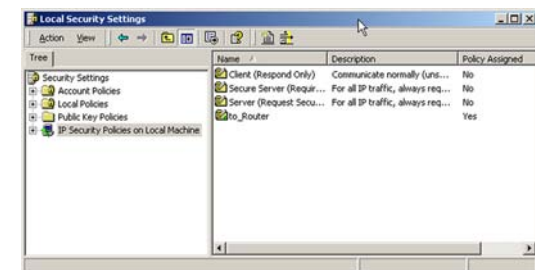 Local Security Settings
Action View
Tree
Name Description Policy Assigned
Security Settings
Account Policies
Local Policies
Public Key Policies
IP Security Policies on Local Machine
Client (Respond Only) Communicate normally (uns... No
Secure Server (Requir... For all IP traffic, always req... No
Server (Request Secu... For all IP traffic, always req... No
to_Router Yes